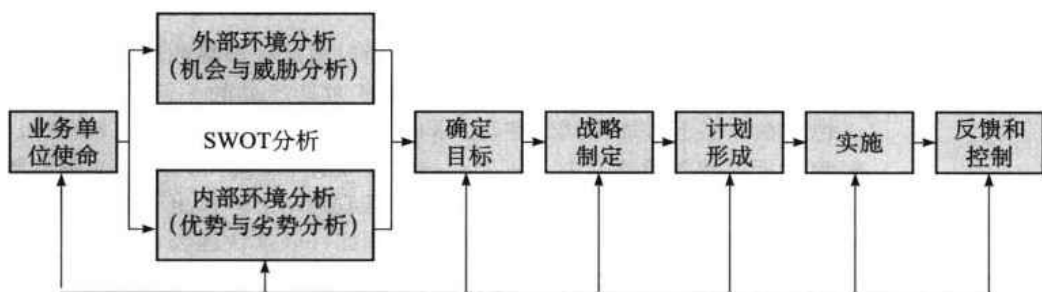 外部环境分析
(机会与威胁分析)
业务单
位使命
SWOT分析
确定
目标
战略
制定
计划
形成
实施
反馈和
控制
内部环境分析
(优势与劣势分析)